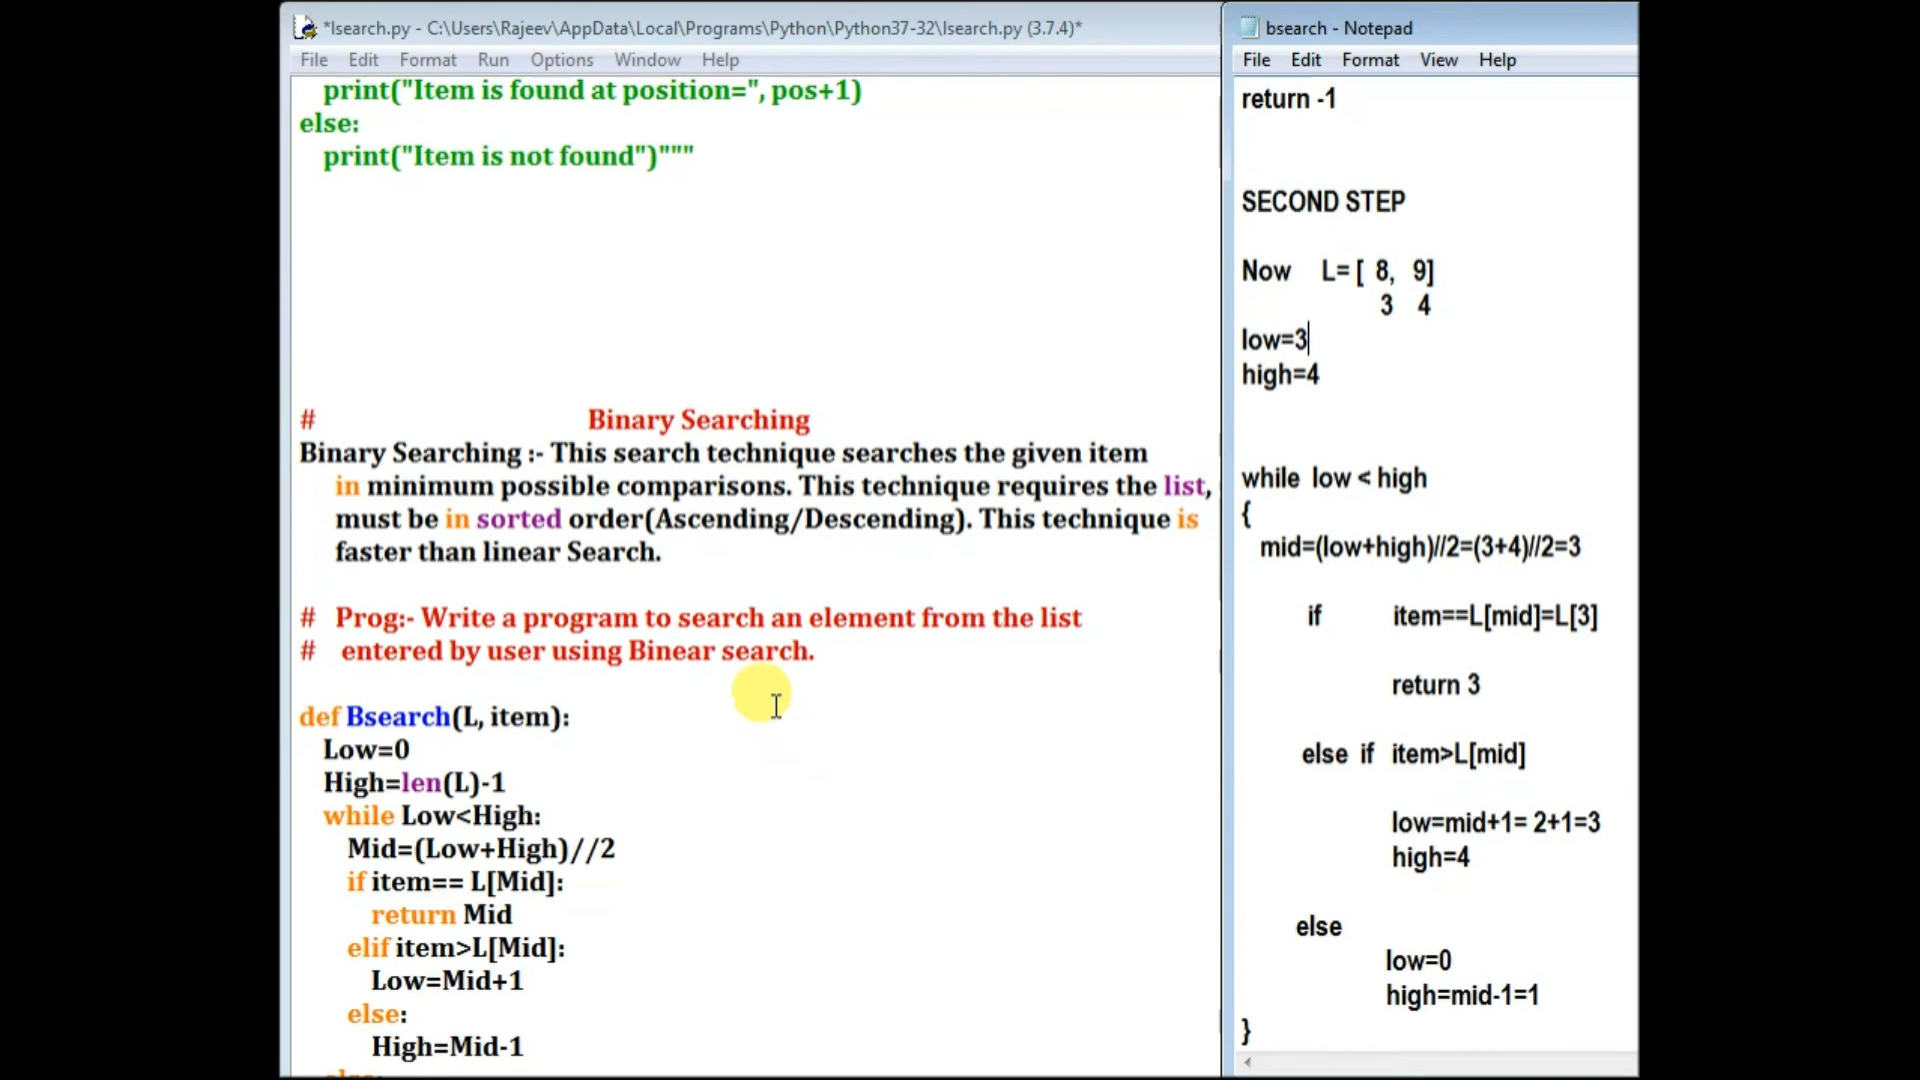 *lsearch.py - C:\Users\Rajeev\AppData\Local\Programs\Python\Python37-32\lsearch.py (3.7.4)*
File Edit Format Run Options Window Help
print("Item is found at position=", pos+1)
else:
print("Item is not found")"""
# Binary Searching
Binary Searching :- This search technique searches the given item
in minimum possible comparisons. This technique requires the list,
must be in sorted order(Ascending/Descending). This technique is
faster than linear Search.
# Prog:- Write a program to search an element from the list
# entered by user using Binear search.
def Bsearch(L, item):
Low=0
High=len(L)-1
while Low<High:
Mid=(Low+High)//2
if item== L[Mid]:
return Mid
elif item>L[Mid]:
Low=Mid+1
else:
High=Mid-1
else:
bsearch - Notepad
File Edit Format View Help
return -1
SECOND STEP
Now L= [ 8, 9]
3 4
low=3
high=4
while low < high
{
mid=(low+high)//2=(3+4)//2=3
if item==L[mid]=L[3]
return 3
else if item>L[mid]
low=mid+1= 2+1=3
high=4
else
low=0
high=mid-1=1
}